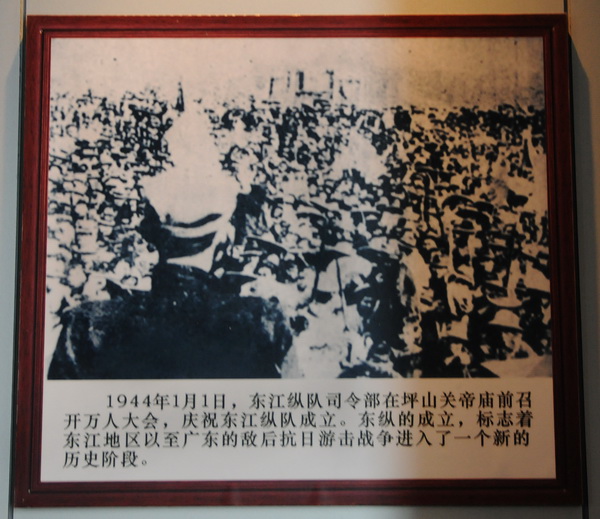 1944年1月1日，东江纵队司令部在坪山关帝庙前召
开万人大会，庆祝东江纵队成立。东纵的成立，标志着
东江地区以至广东的敌后抗日游击战争进入了一个新的
历史阶段。